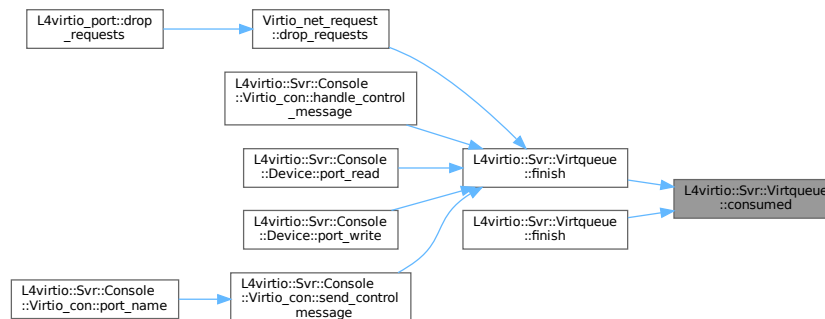 L4virtio_port::drop
_requests
Virtio_net_request
::drop_requests
L4virtio::Svr::Console
::Virtio_con::handle_control
_message
L4virtio::Svr::Console
::Device::port_read
L4virtio::Svr::Virtqueue
::finish
L4virtio::Svr::Virtqueue
::consumed
L4virtio::Svr::Console
::Device::port_write
L4virtio::Svr::Virtqueue
::finish
L4virtio::Svr::Console
::Virtio_con::port_name
L4virtio::Svr::Console
::Virtio_con::send_control
_message